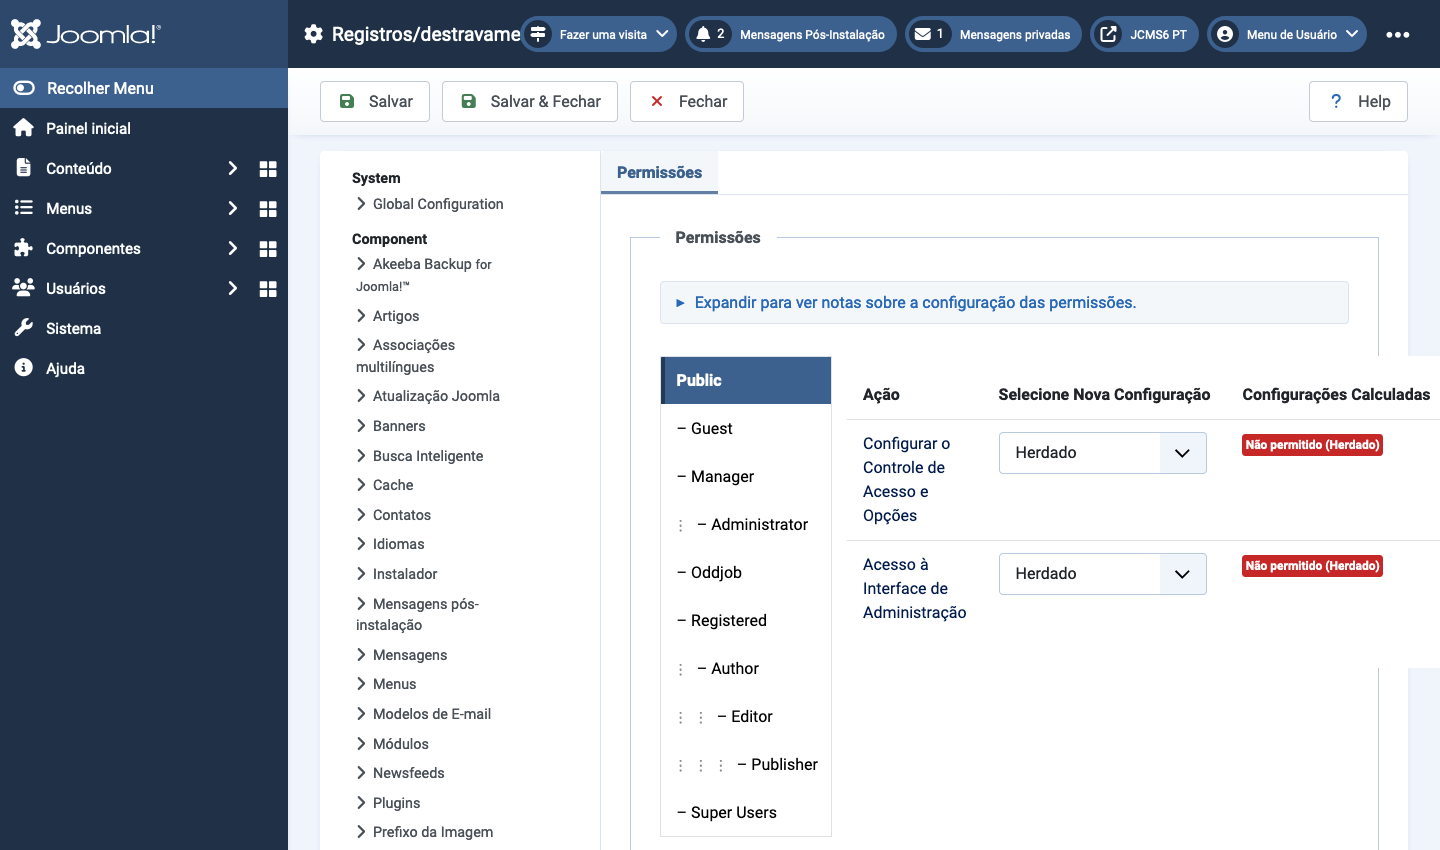 Joomla!®
Registros/destravame
Fazer uma visita
2 Mensagens Pós-Instalação
1 Mensagens privadas
JCMS6 PT
Menu de Usuário
Recolher Menu
Painel inicial
Conteúdo
Menus
Componentes
Usuários
Sistema
Ajuda
Salvar
Salvar & Fechar
Fechar
? Help
System
Global Configuration
Component
Akeeba Backup for
Joomla!™
Artigos
Associações
multilíngues
Atualização Joomla
Banners
Busca Inteligente
Cache
Contatos
Idiomas
Instalador
Mensagens pós-
instalação
Mensagens
Menus
Modelos de E-mail
Módulos
Newsfeeds
Plugins
Prefixo da Imagem
Permissões
Permissões
Expandir para ver notas sobre a configuração das permissões.
Public
– Guest
– Manager
– Administrator
– Oddjob
– Registered
– Author
– Editor
– Publisher
– Super Users
Ação
Selecione Nova Configuração
Configurações Calculadas
Configurar o
Controle de
Acesso e
Opções
Herdado
Não permitido (Herdado)
Acesso à
Interface de
Administração
Herdado
Não permitido (Herdado)